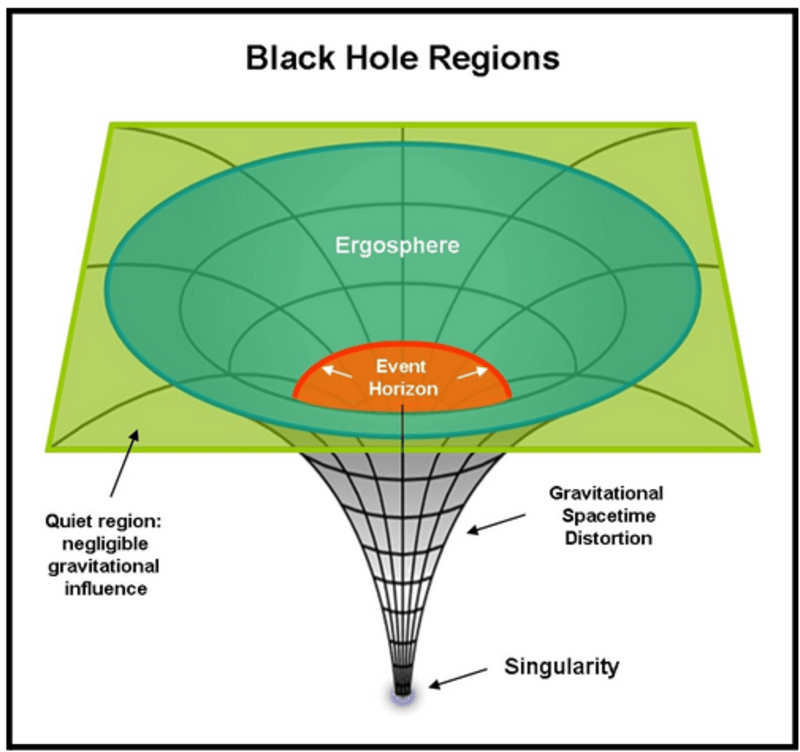 Black Hole Regions
Ergosphere
Event
Horizon
Quiet region:
negligible
gravitational
influence
Gravitational
Spacetime
Distortion
Singularity